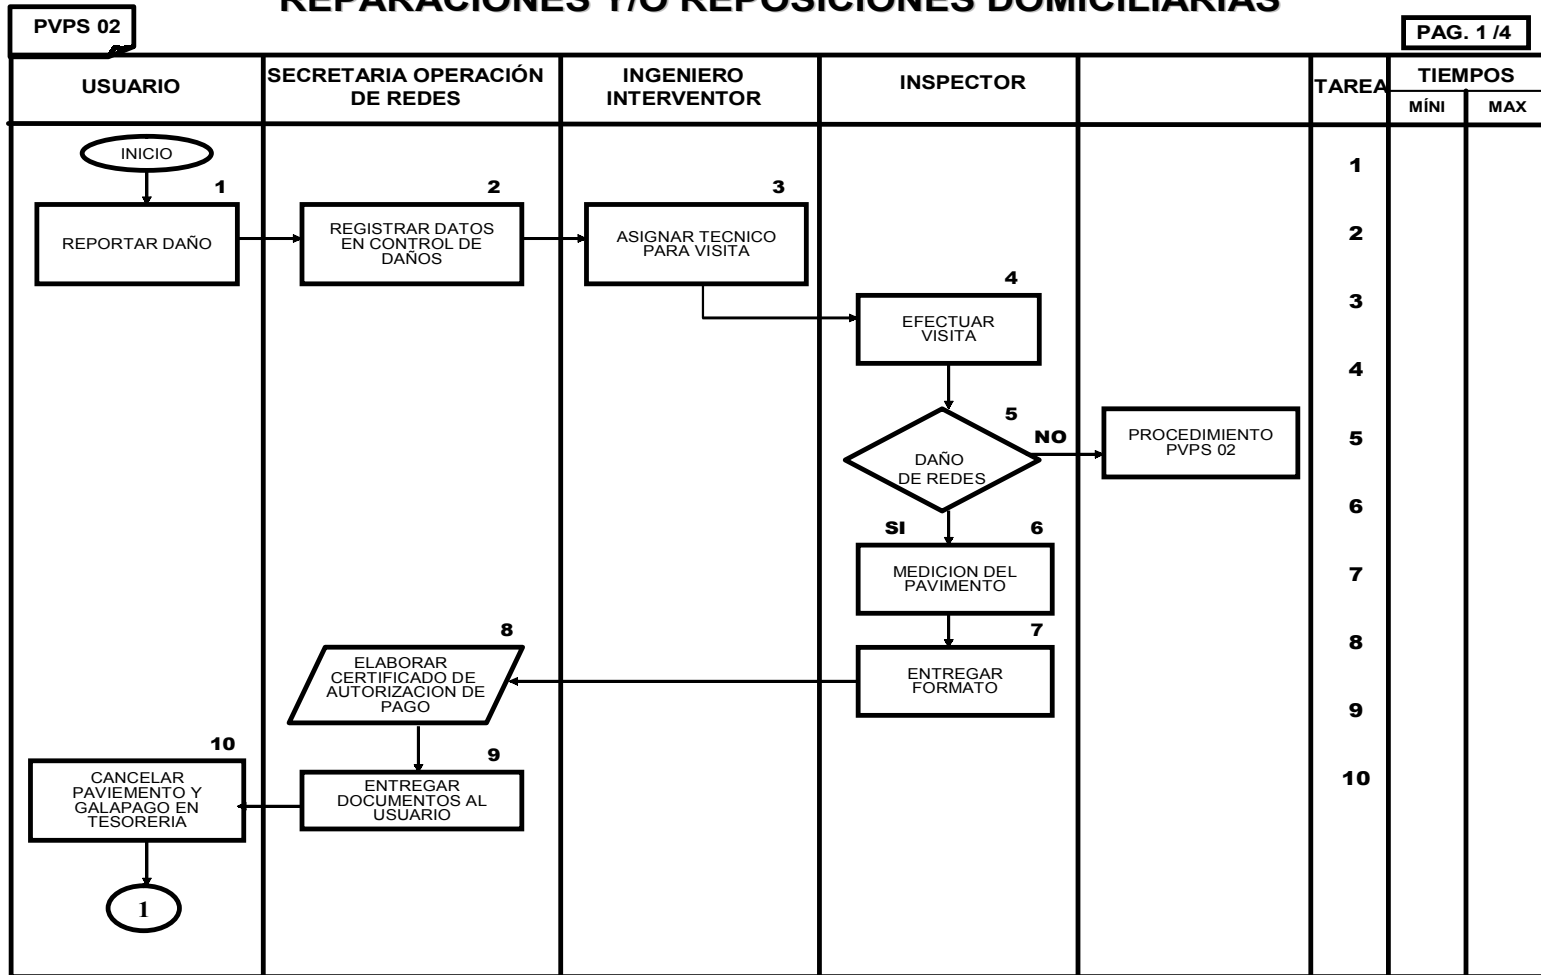 REPARACIONES Y/O REPOSICIONES DOMICILIARIAS
PVPS 02
PAG. 1 /4
USUARIO
SECRETARIA OPERACIÓN
DE REDES
INGENIERO
INTERVENTOR
INSPECTOR
TAREA
TIEMPOS
MÍNI
MAX
INICIO
1
REPORTAR DAÑO
2
REGISTRAR DATOS
EN CONTROL DE
DAÑOS
3
ASIGNAR TECNICO
PARA VISITA
4
EFECTUAR
VISITA
5
DAÑO
DE REDES
NO
PROCEDIMIENTO
PVPS 02
SI
6
MEDICION DEL
PAVIMENTO
7
ENTREGAR
FORMATO
8
ELABORAR
CERTIFICADO DE
AUTORIZACION DE
PAGO
9
ENTREGAR
DOCUMENTOS AL
USUARIO
10
CANCELAR
PAVIEMENTO Y
GALAPAGO EN
TESORERIA
1
1
2
3
4
5
6
7
8
9
10